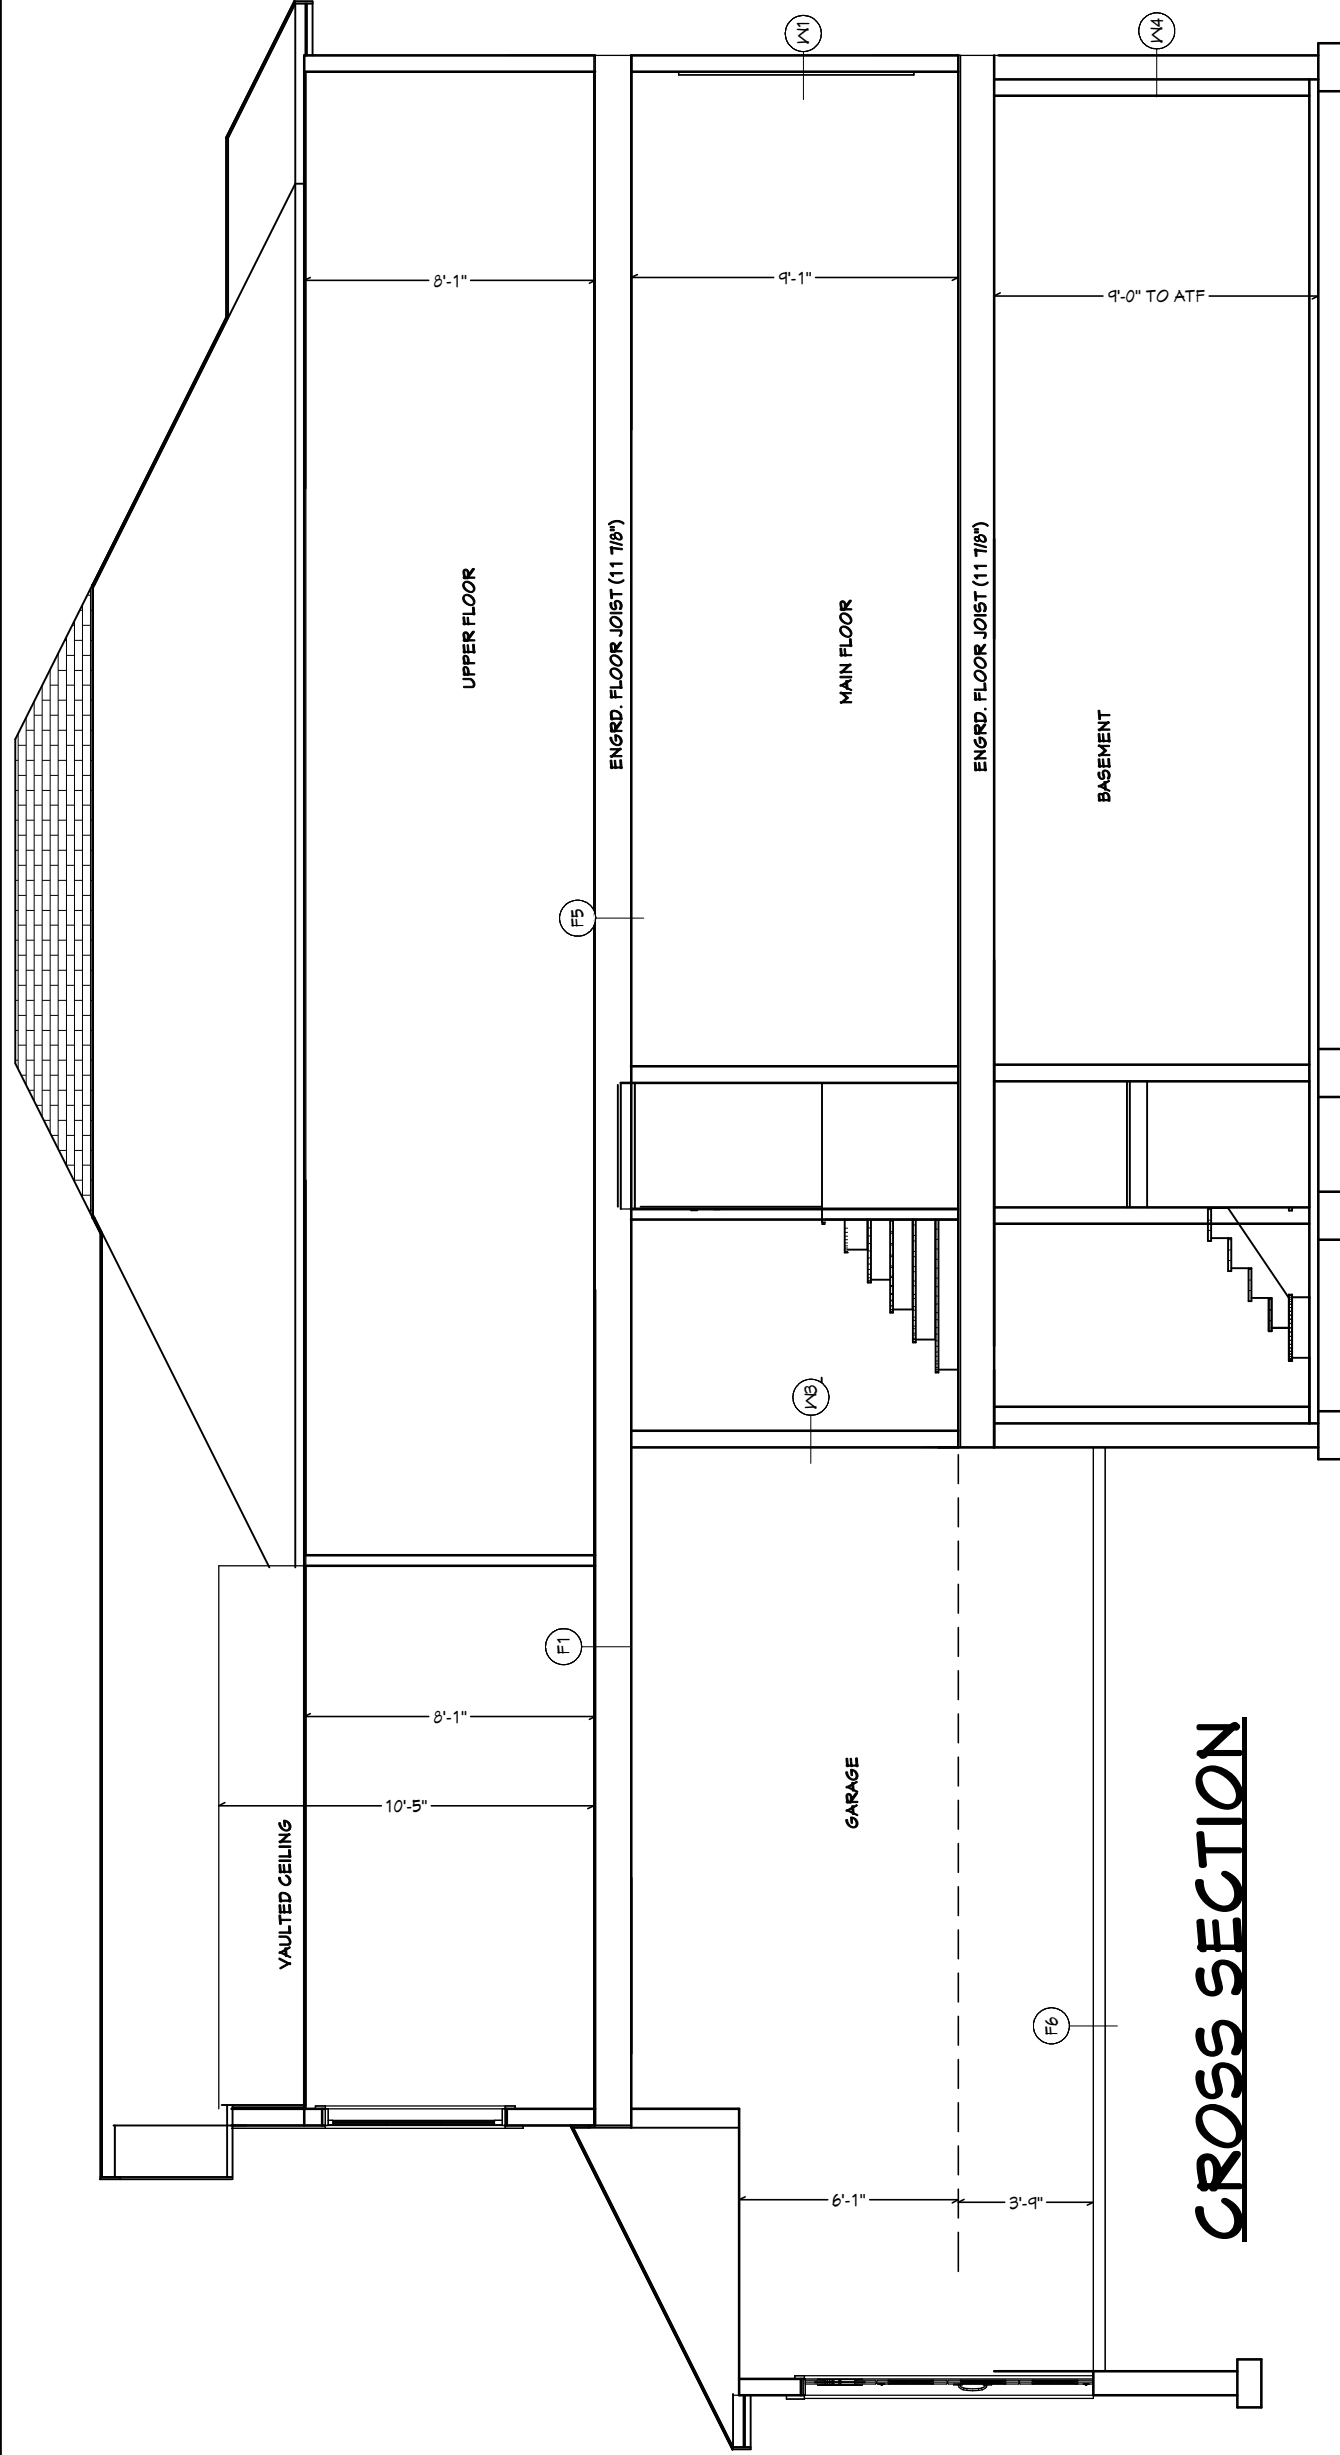 VAULTED CEILING
10'-5"
8'-1"
8'-1"
UPPER FLOOR
F1
F5
ENGRD. FLOOR JOIST (11 7/8")
9'-1"
W1
MAIN FLOOR
W3
GARAGE
6'-1"
3'-9"
ENGRD. FLOOR JOIST (11 7/8")
9'-0" TO ATF
W4
BASEMENT
F6
CROSS SECTION